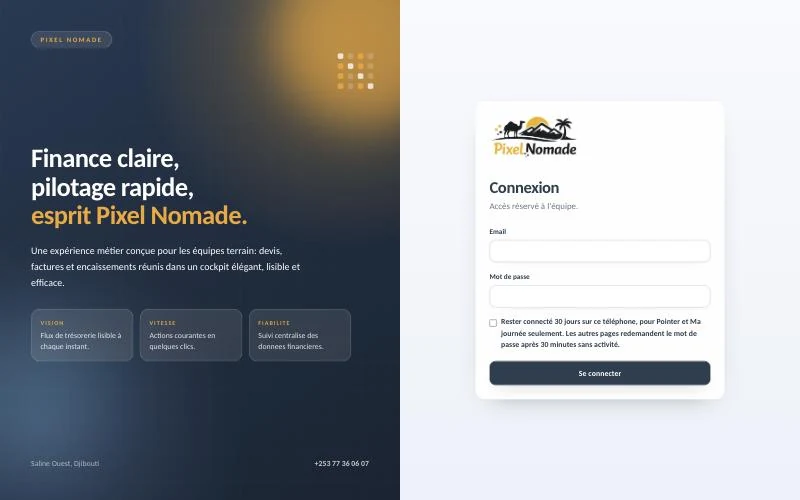 PIXEL NOMADE
Finance claire,
pilotage rapide,
esprit Pixel Nomade.
Une expérience métier conçue pour les équipes terrain: devis,
factures et encaissements réunis dans un cockpit élégant, lisible et
efficace.
VISION
Flux de trésorerie lisible à
chaque instant.
VITESSE
Actions courantes en
quelques clics.
FIABILITE
Suivi centralise des
donnees financieres.
Saline Ouest, Djibouti
+253 77 36 06 07
Pixel Nomade
Connexion
Accès réservé à l'équipe.
Email
Mot de passe
Rester connecté 30 jours sur ce téléphone, pour Pointer et Ma
journée seulement. Les autres pages redemandent le mot de
passe après 30 minutes sans activité.
Se connecter